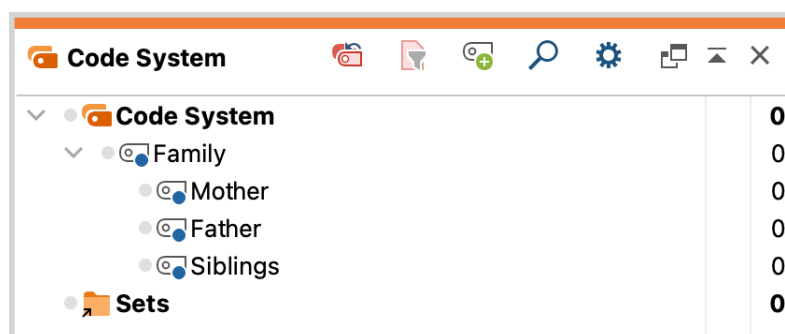 Code System
Code System 0
Family 0
Mother 0
Father 0
Siblings 0
Sets 0